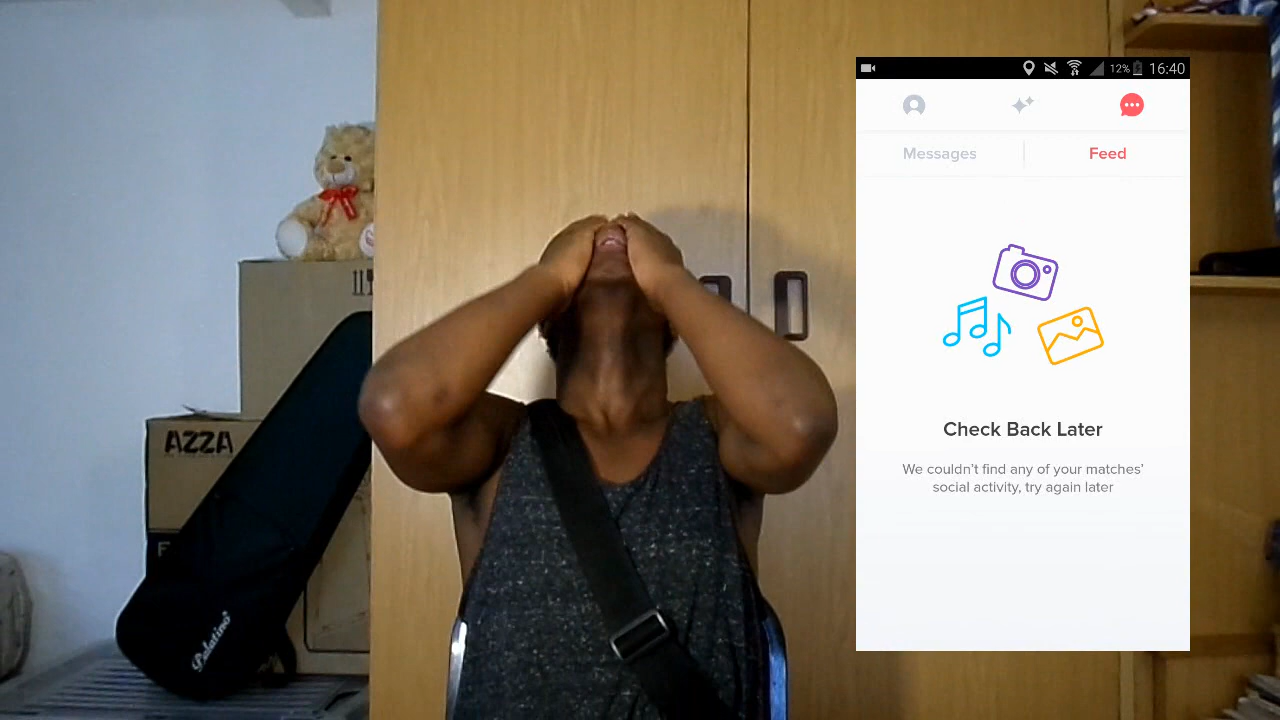 AZZA
F
Palatino
12% 16:40
Messages Feed
Check Back Later
We couldn't find any of your matches'
social activity, try again later